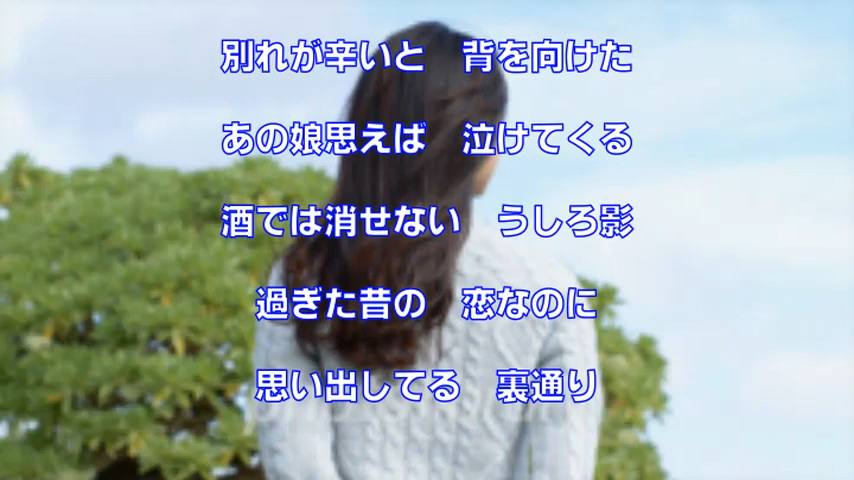 別れが辛いと　背を向けた
あの娘思えば　泣けてくる
酒では消せない　うしろ影
過ぎた昔の　恋なのに
思い出してる　裏通り